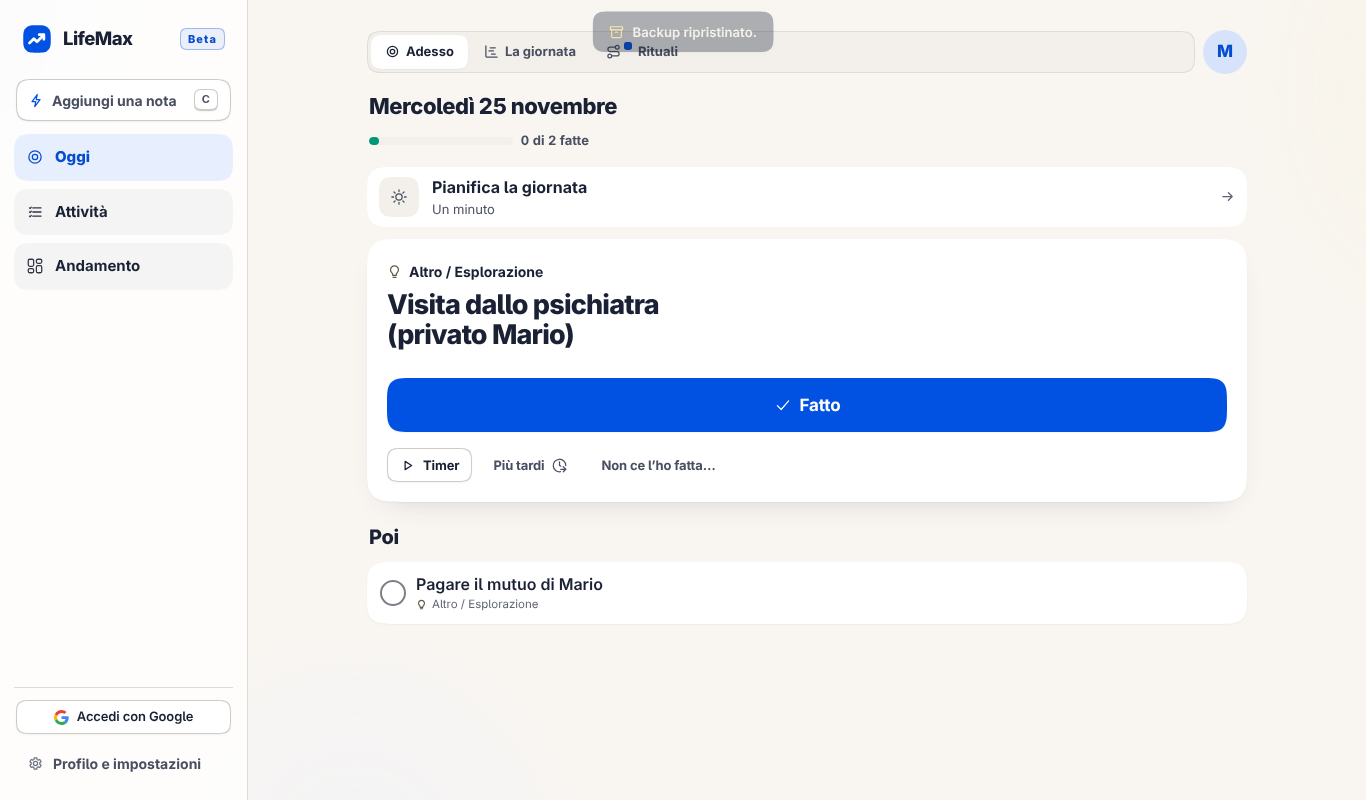 LifeMax
Beta
Aggiungi una nota
C
Oggi
Attività
Andamento
Accedi con Google
Profilo e impostazioni
Backup ripristinato.
Adesso
La giornata
Rituali
M
Mercoledì 25 novembre
0 di 2 fatte
Pianifica la giornata
Un minuto
Altro / Esplorazione
Visita dallo psichiatra
(privato Mario)
Fatto
Timer
Più tardi
Non ce l’ho fatta…
Poi
Pagare il mutuo di Mario
Altro / Esplorazione